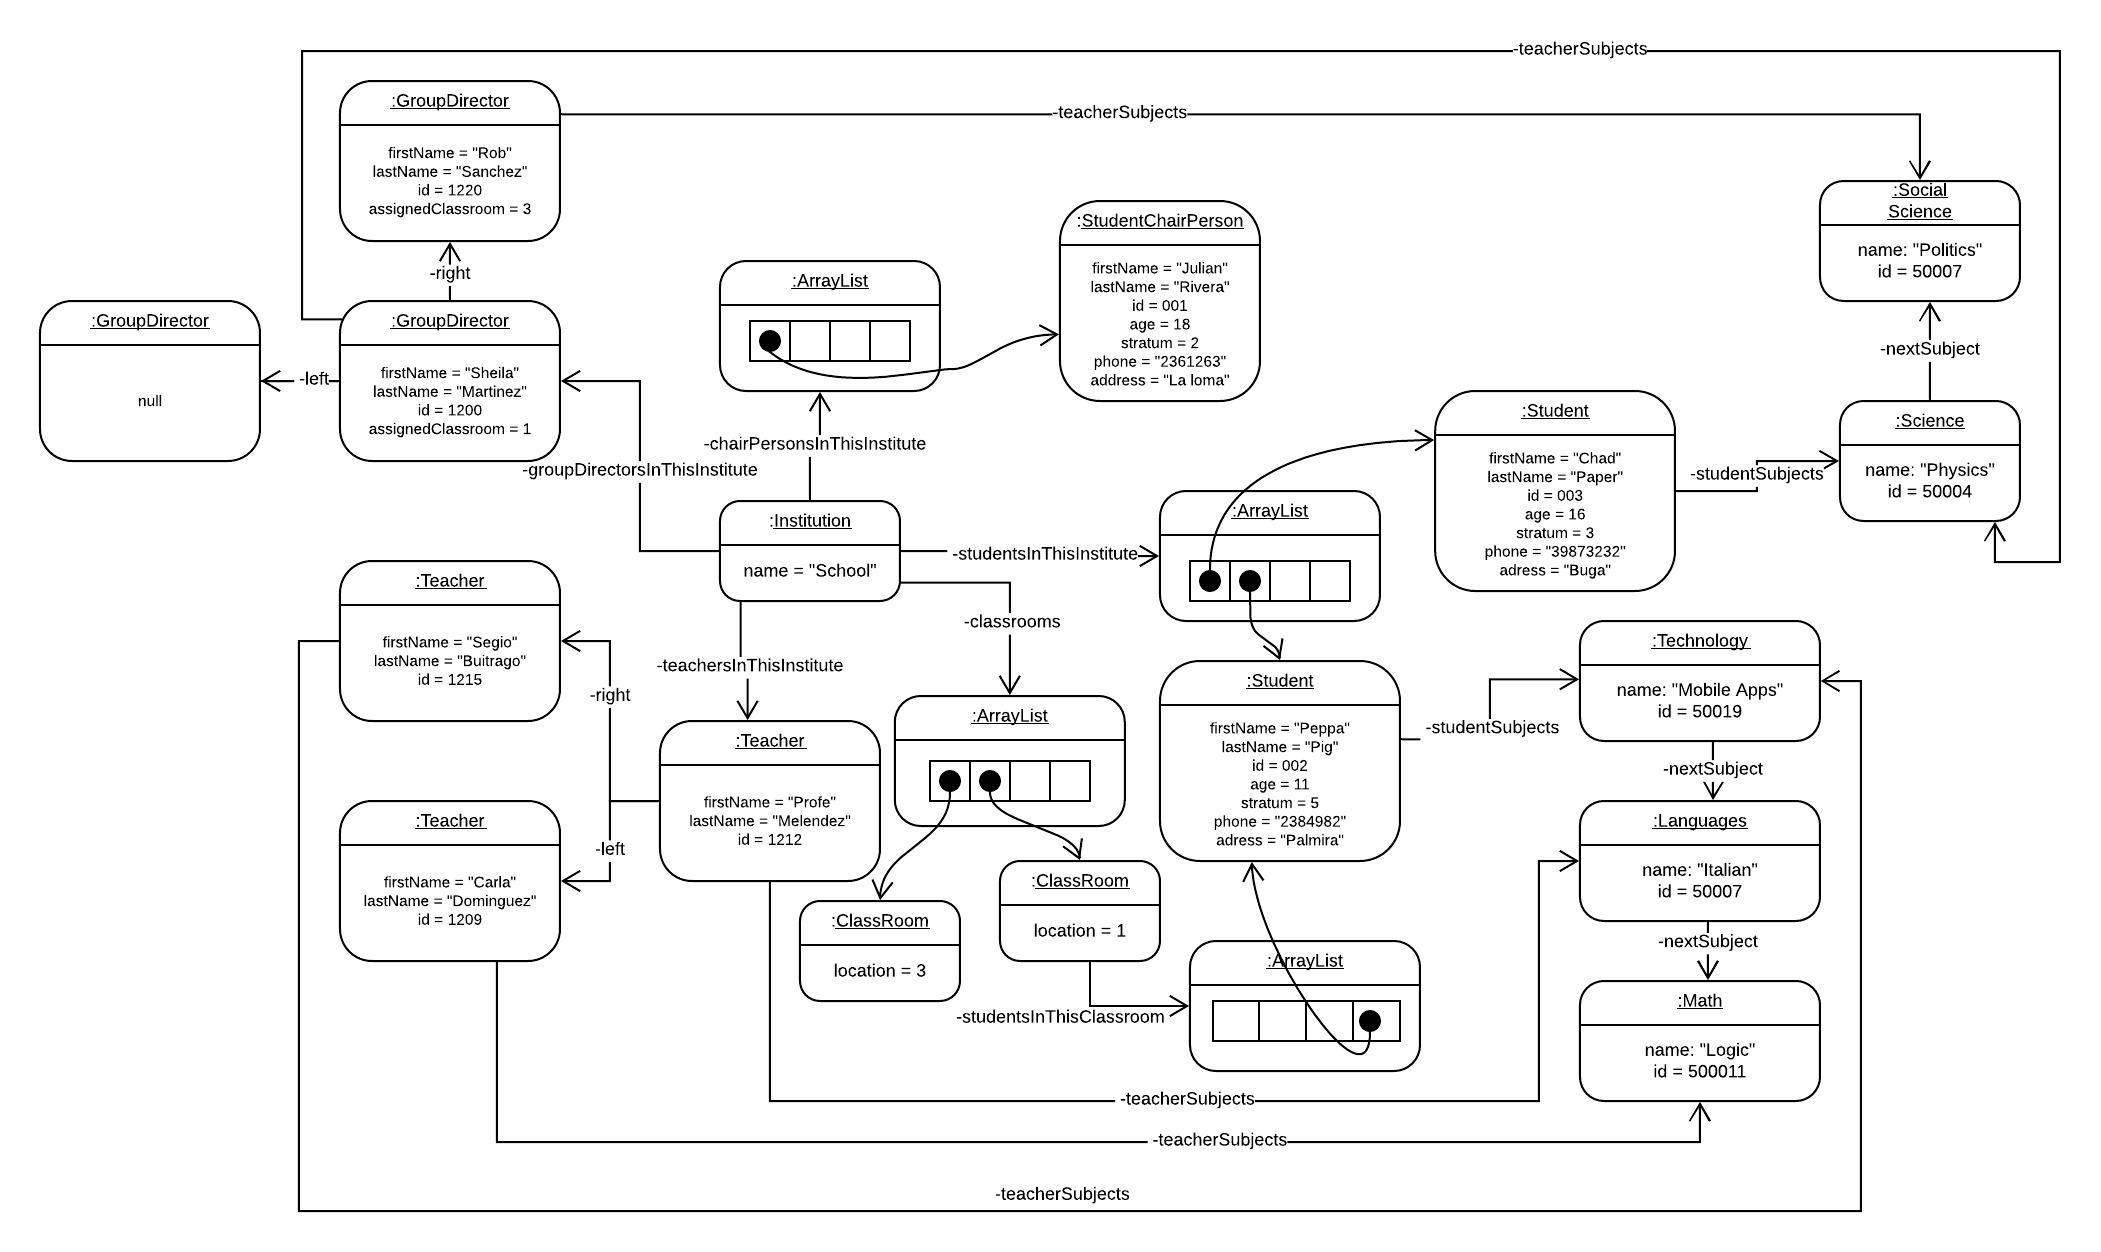 -teacherSubjects
:GroupDirector
firstName = "Rob"
lastName = "Sanchez"
id = 1220
assignedClassroom = 3
-teacherSubjects
:Social
Science
name: "Politics"
id = 50007
-right
:GroupDirector
null
-left
:GroupDirector
firstName = "Sheila"
lastName = "Martinez"
id = 1200
assignedClassroom = 1
:ArrayList
:StudentChairPerson
firstName = "Julian"
lastName = "Rivera"
id = 001
age = 18
stratum = 2
phone = "2361263"
address = "La loma"
-nextSubject
-chairPersonsInThisInstitute
-groupDirectorsInThisInstitute
:Student
firstName = "Chad"
lastName = "Paper"
id = 003
age = 16
stratum = 3
phone = "39873232"
adress = "Buga"
-studentSubjects
:Science
name: "Physics"
id = 50004
:Institution
name = "School"
-studentsInThisInstitute
:ArrayList
-classrooms
-teachersInThisInstitute
:Teacher
firstName = "Segio"
lastName = "Buitrago"
id = 1215
-right
:Teacher
firstName = "Profe"
lastName = "Melendez"
id = 1212
:ArrayList
:Student
firstName = "Peppa"
lastName = "Pig"
id = 002
age = 11
stratum = 5
phone = "2384982"
adress = "Palmira"
-studentSubjects
:Technology
name: "Mobile Apps"
id = 50019
-nextSubject
-left
:Teacher
firstName = "Carla"
lastName = "Dominguez"
id = 1209
:ClassRoom
location = 3
:ClassRoom
location = 1
:Languages
name: "Italian"
id = 50007
-nextSubject
-studentsInThisClassroom
:ArrayList
:Math
name: "Logic"
id = 500011
-teacherSubjects
-teacherSubjects
-teacherSubjects